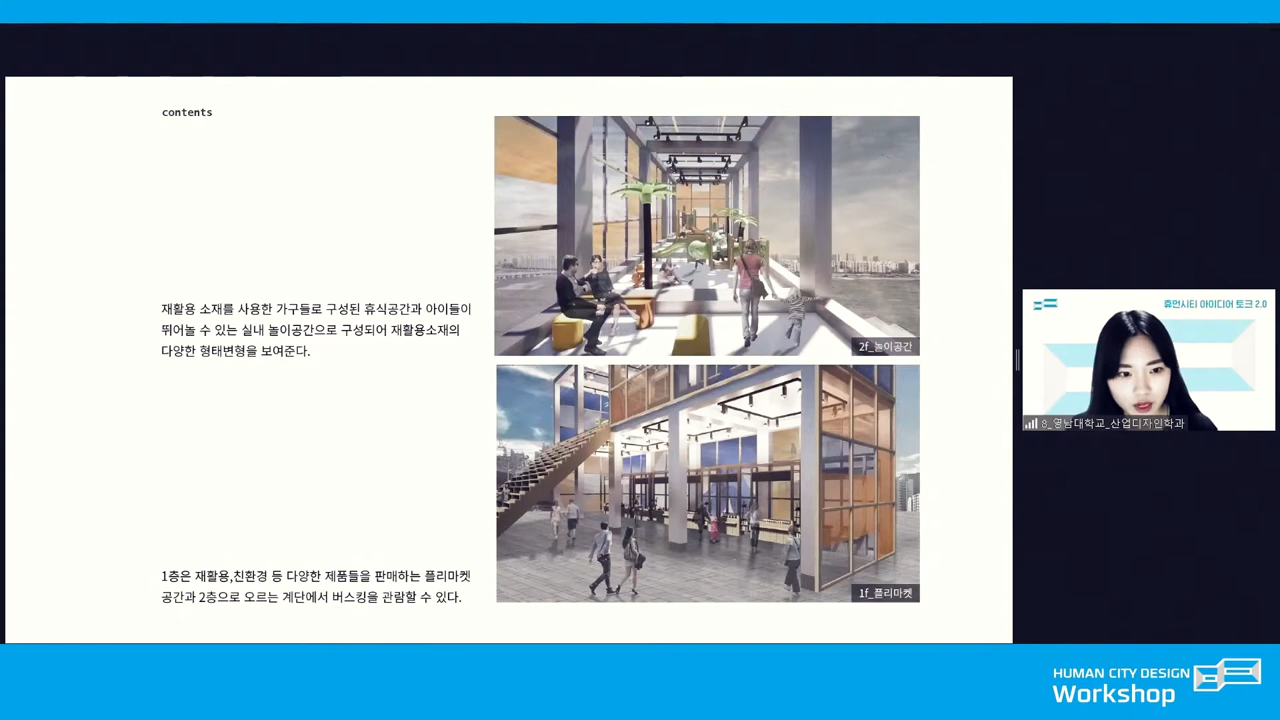 contents
재활용 소재를 사용한 가구들로 구성된 휴식공간과 아이들이
뛰어놀 수 있는 실내 놀이공간으로 구성되어 재활용소재의
다양한 형태변형을 보여준다.
2f_놀이공간
1층은 재활용,친환경 등 다양한 제품들을 판매하는 플리마켓
공간과 2층으로 오르는 계단에서 버스킹을 관람할 수 있다.
1f_플리마켓
휴먼시티 아이디어 토크 2.0
8_영남대학교_산업디자인학과
HUMAN CITY DESIGN
Workshop